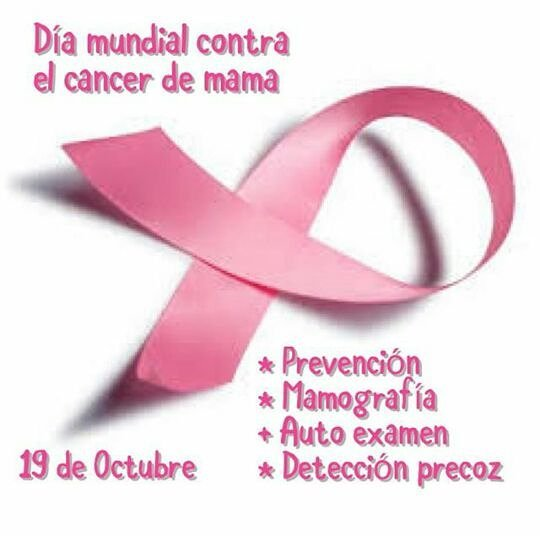 Día mundial contra
el cancer de mama
* Prevención
* Mamografía
+ Auto examen
19 de Octubre
* Detección precoz